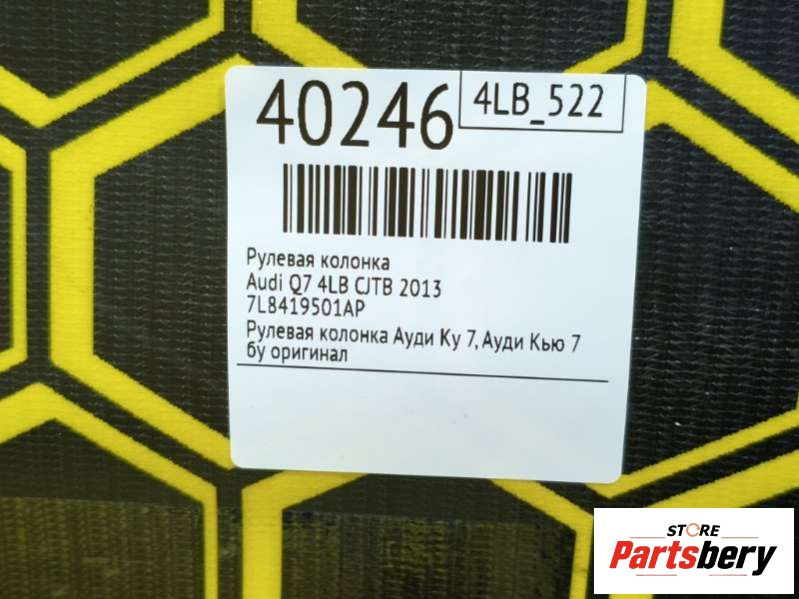 40246
4LB_522
Рулевая колонка
Audi Q7 4LB CJTB 2013
7L8419501AP
Рулевая колонка Ауди Ку 7, Ауди Кью 7
бу оригинал
STORE
Partsbery